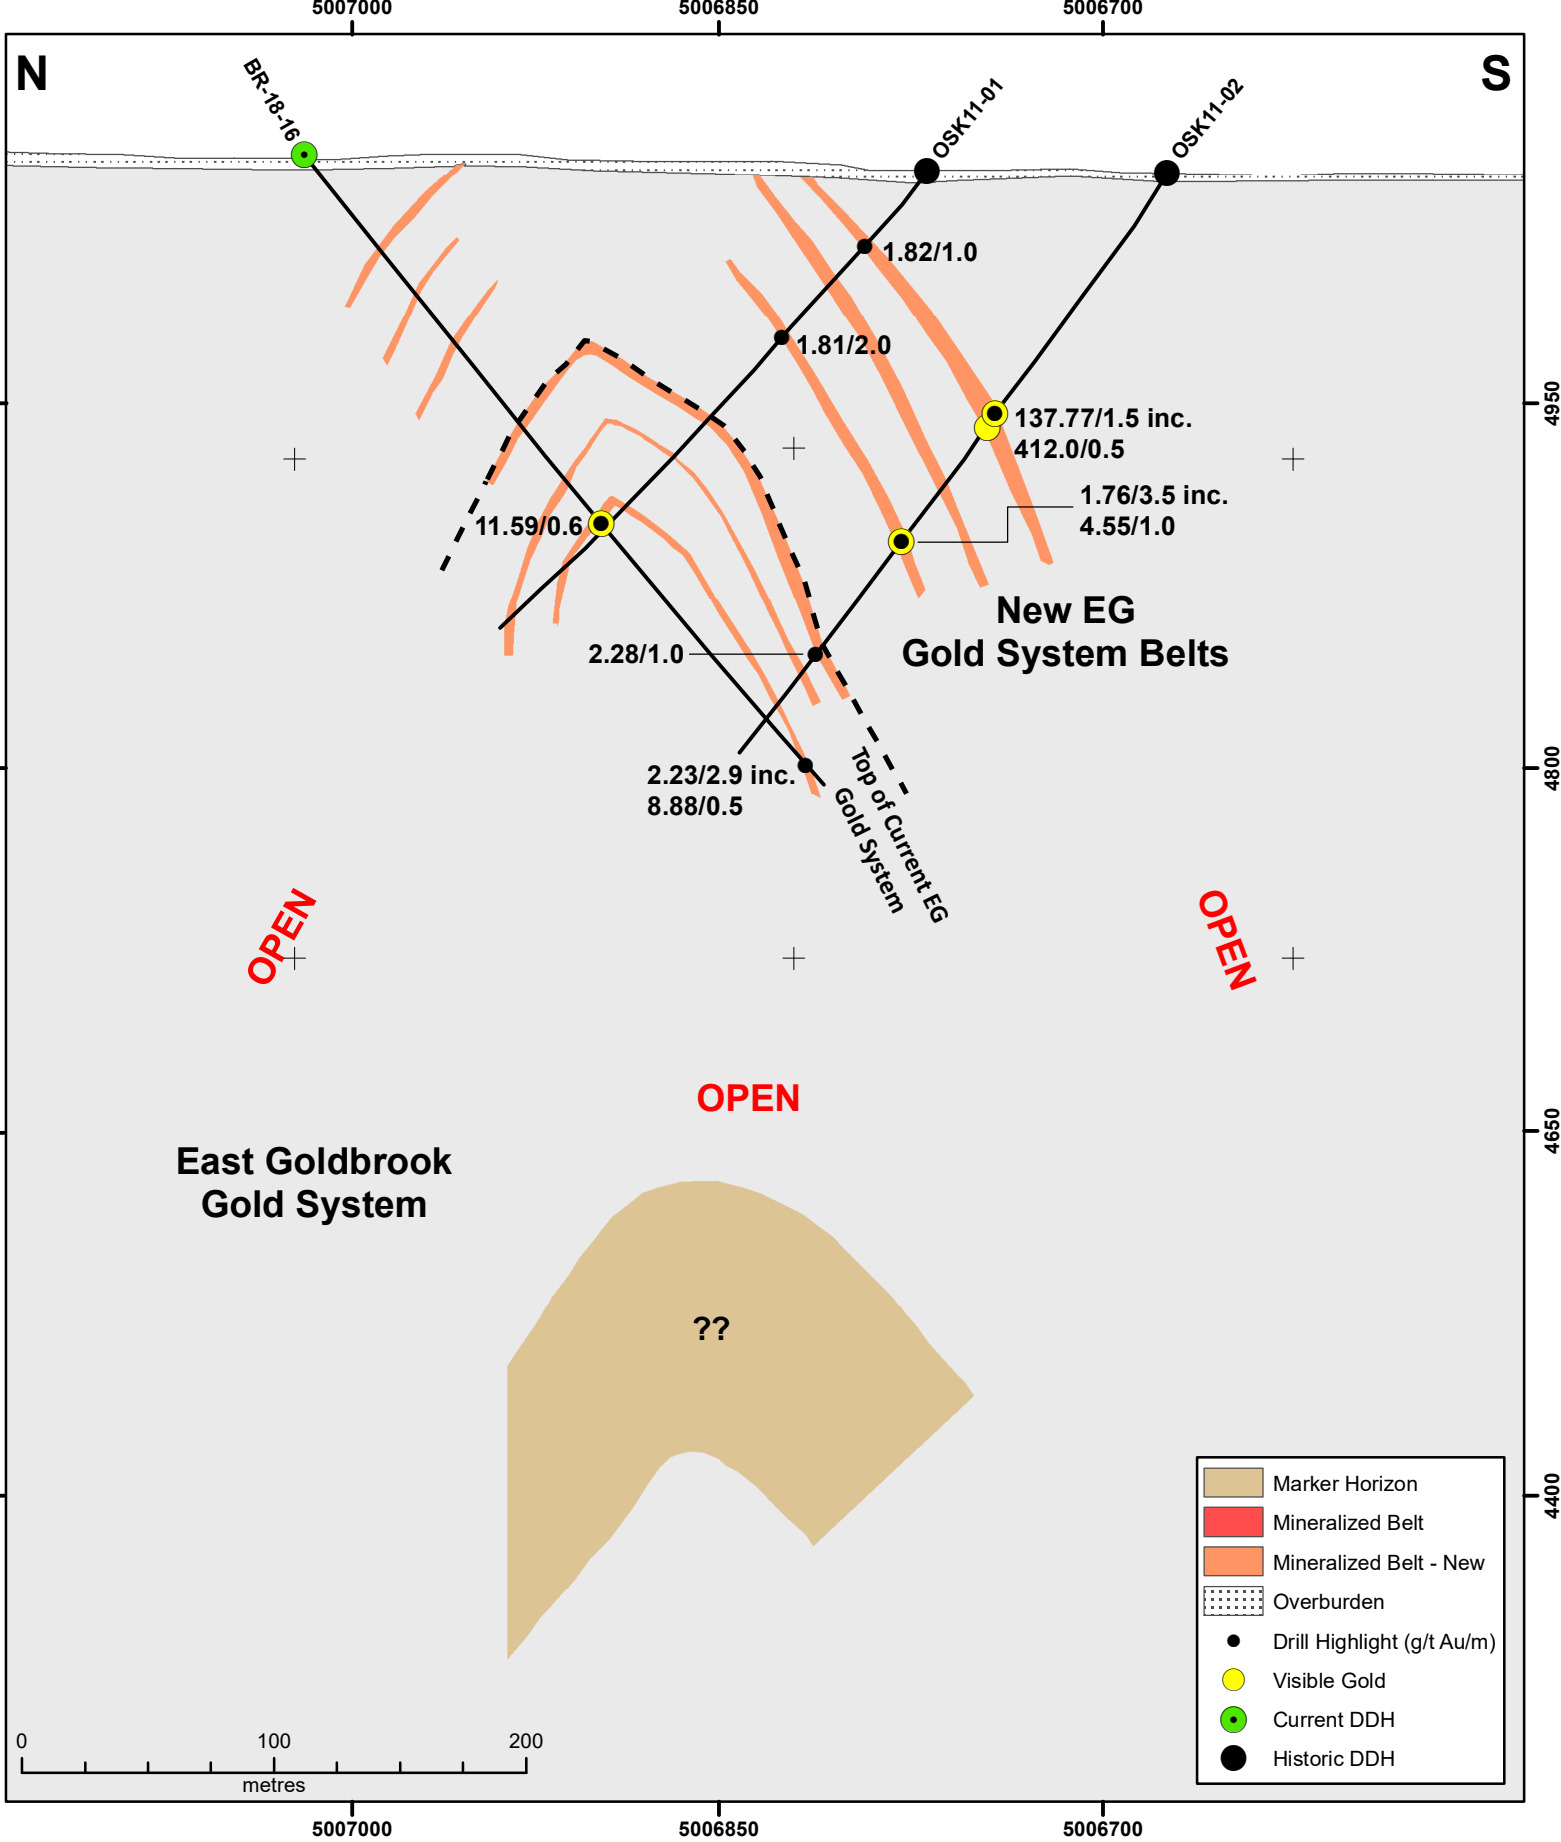 5007000
5006850
5006700
N
S
BR-18-16
OSK11-01
OSK11-02
1.82/1.0
1.81/2.0
4950
137.77/1.5 inc.
412.0/0.5
1.76/3.5 inc.
4.55/1.0
11.59/0.6
New EG
Gold System Belts
2.28/1.0
2.23/2.9 inc.
8.88/0.5
4800
Top of Current EG
Gold System
OPEN
OPEN
OPEN
4650
East Goldbrook
Gold System
??
4400
Marker Horizon
Mineralized Belt
Mineralized Belt - New
Overburden
Drill Highlight (g/t Au/m)
Visible Gold
Current DDH
Historic DDH
0
100
200
metres
5007000
5006850
5006700